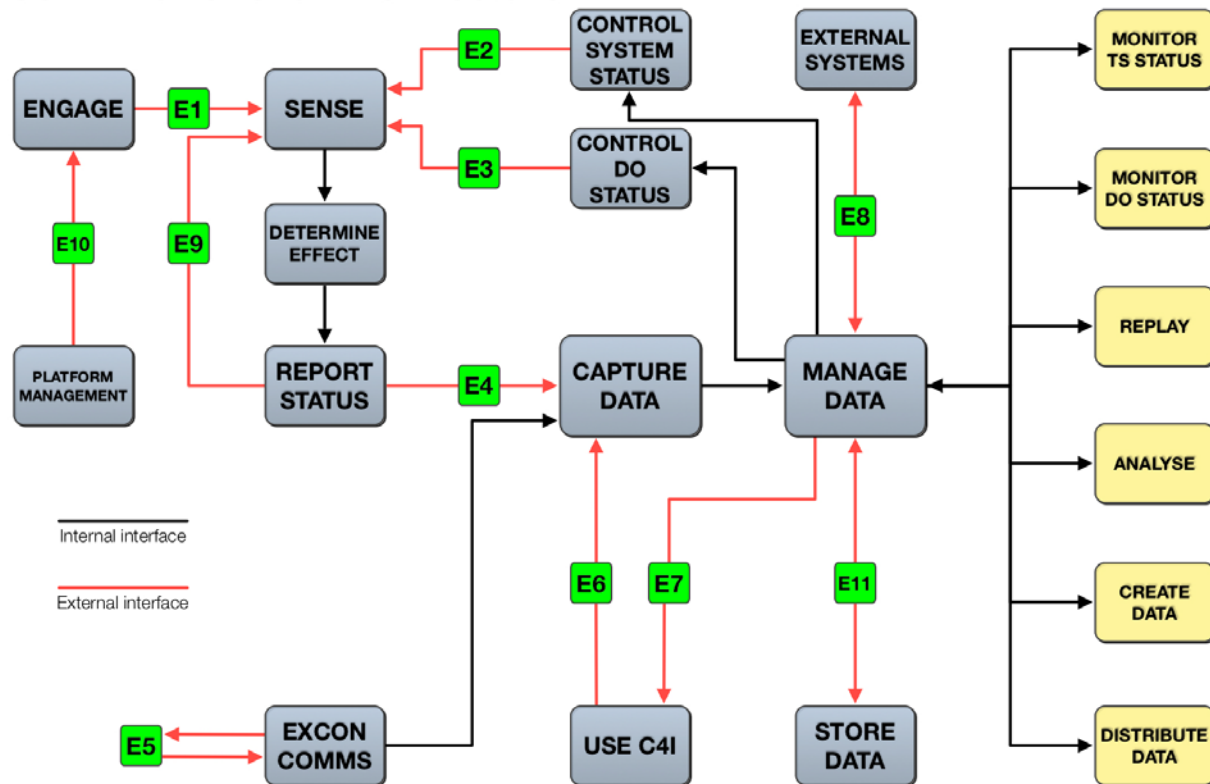 CONTROL
SYSTEM
STATUS
EXTERNAL
SYSTEMS
MONITOR
TS STATUS
E2
ENGAGE
E1
SENSE
E3
CONTROL
DO
STATUS
MONITOR
DO STATUS
E10
E9
DETERMINE
EFFECT
E8
REPLAY
PLATFORM
MANAGEMENT
REPORT
STATUS
E4
CAPTURE
DATA
MANAGE
DATA
ANALYSE
Internal interface
External interface
E6
E7
E11
CREATE
DATA
E5
EXCON
COMMS
USE C4I
STORE
DATA
DISTRIBUTE
DATA